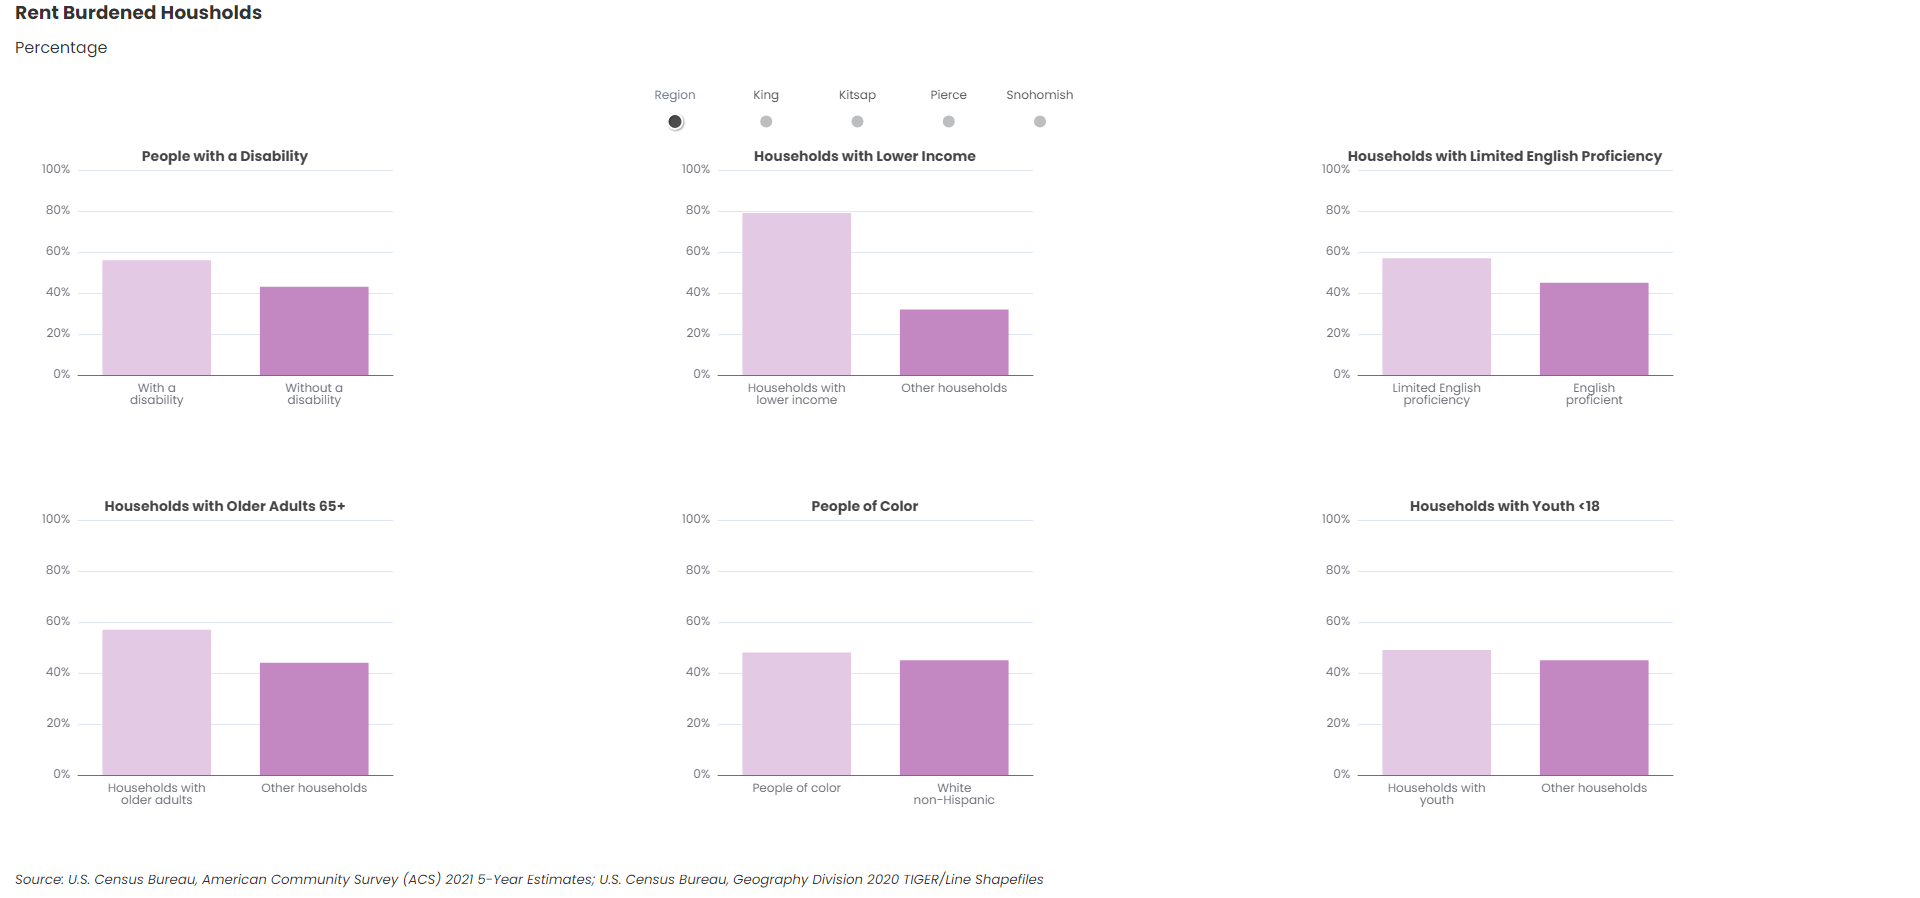 Rent Burdened Housholds
Percentage
Region King Kitsap Pierce Snohomish
People with a Disability
100%
80%
60%
40%
20%
0%
With a
disability
Without a
disability
Households with Lower Income
100%
80%
60%
40%
20%
0%
Households with
lower income
Other households
Households with Limited English Proficiency
100%
80%
60%
40%
20%
0%
Limited English
proficiency
English
proficient
Households with Older Adults 65+
100%
80%
60%
40%
20%
0%
Households with
older adults
Other households
People of Color
100%
80%
60%
40%
20%
0%
People of color
White
non-Hispanic
Households with Youth <18
100%
80%
60%
40%
20%
0%
Households with
youth
Other households
Source: U.S. Census Bureau, American Community Survey (ACS) 2021 5-Year Estimates; U.S. Census Bureau, Geography Division 2020 TIGER/Line Shapefiles